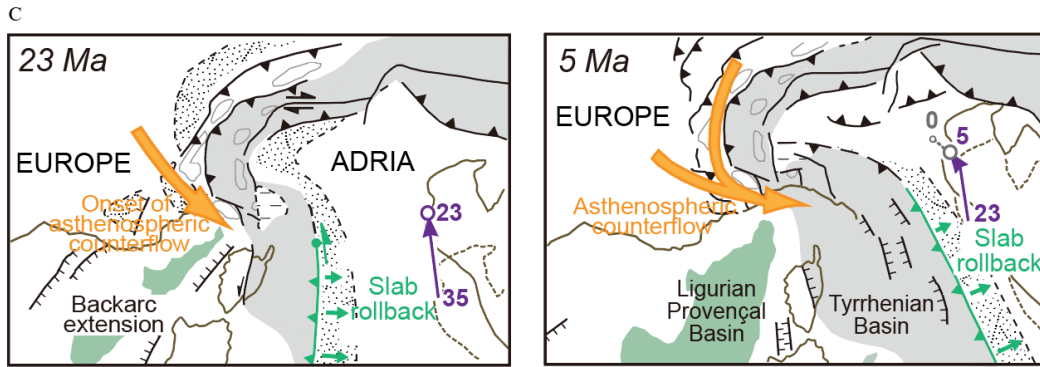 C
23 Ma
EUROPE
ADRIA
Onset of
asthenospheric
counterflow
23
Slab
rollback
35
Backarc
extension
5 Ma
EUROPE
0
5
Asthenospheric
counterflow
23
Slab
rollback
Ligurian
Provençal
Basin
Tyrrhenian
Basin